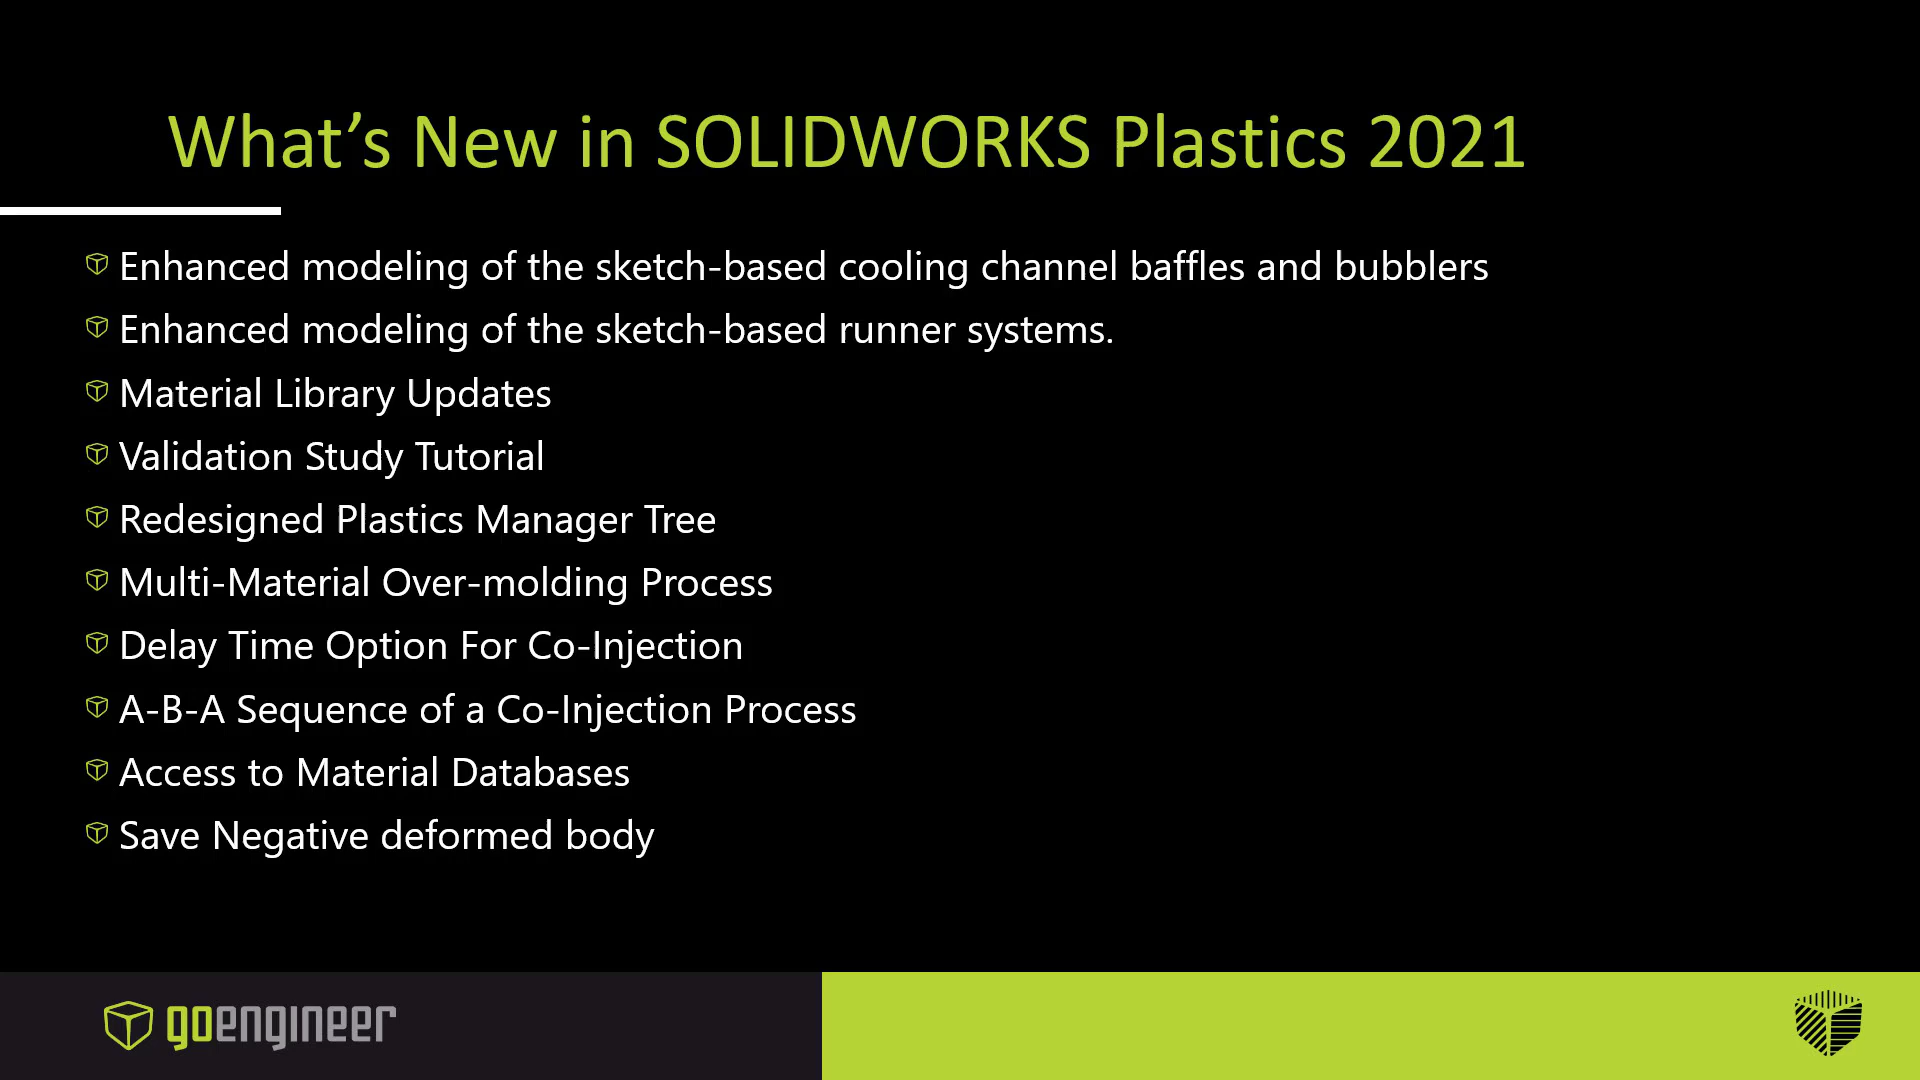 What’s New in SOLIDWORKS Plastics 2021
Enhanced modeling of the sketch-based cooling channel baffles and bubblers
Enhanced modeling of the sketch-based runner systems.
Material Library Updates
Validation Study Tutorial
Redesigned Plastics Manager Tree
Multi-Material Over-molding Process
Delay Time Option For Co-Injection
A-B-A Sequence of a Co-Injection Process
Access to Material Databases
Save Negative deformed body
goengineer